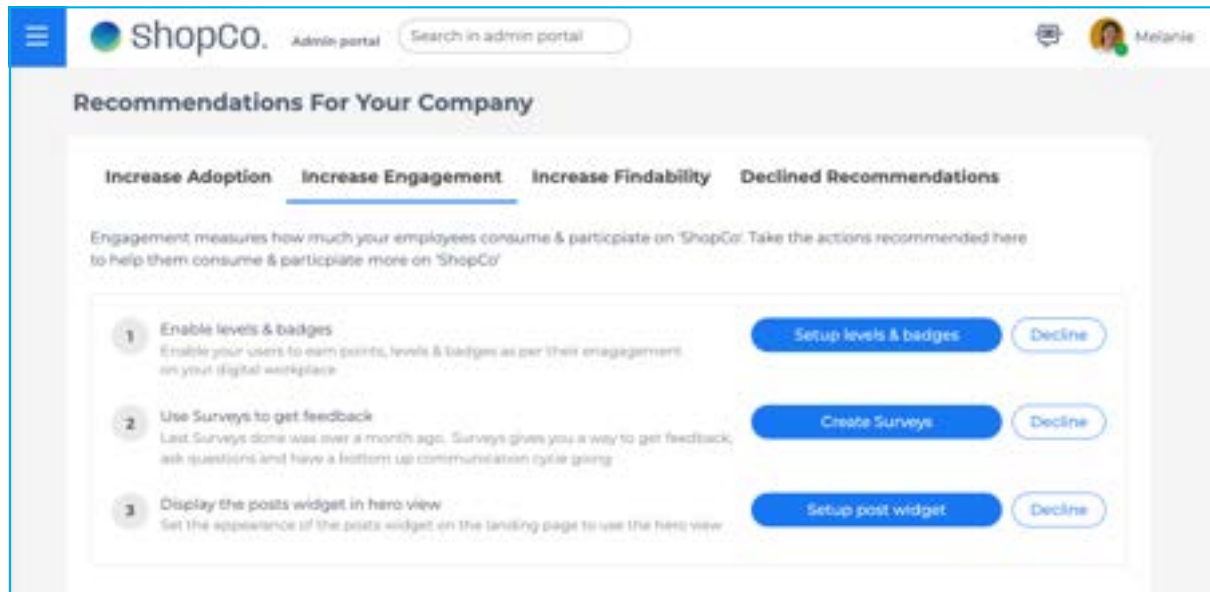 ShopCo. Admin portal Search in admin portal Melanie
Recommendations For Your Company
Increase Adoption Increase Engagement Increase Findability Declined Recommendations
Engagement measures how much your employees consume & particpiate on 'ShopCo'. Take the actions recommended here
to help them consume & particpiate more on 'ShopCo'
1 Enable levels & badges Setup levels & badges Decline
Enable your users to earn points, levels & badges as per their enagagement
on your digital workplace
2 Use Surveys to get feedback Create Surveys Decline
Last Surveys done was over a month ago. Surveys gives you a way to get feedback,
ask questions and have a bottom up communication cycle going
3 Display the posts widget in hero view Setup post widget Decline
Set the appearance of the posts widget on the landing page to use the hero view